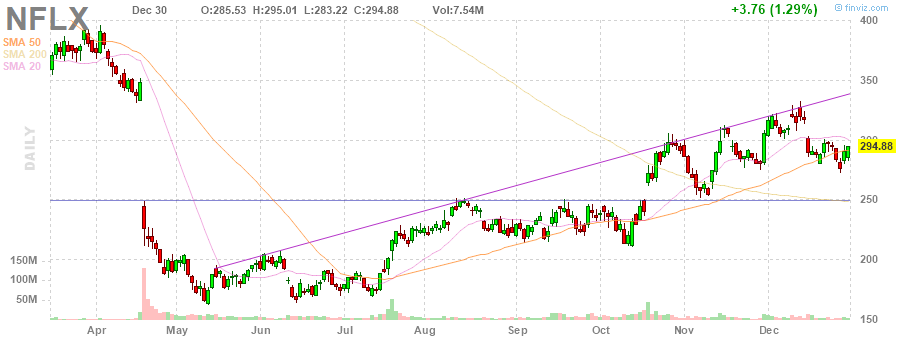 NFLX
Dec 30 O:285.53 H:295.01 L:283.22 C:294.88 Vol:7.54M +3.76 (1.29%) © finviz.com
SMA 50
SMA 200
SMA 20
DAILY
400
350
300
294.88
250
200
150
150M
100M
50M
Apr May Jun Jul Aug Sep Oct Nov Dec